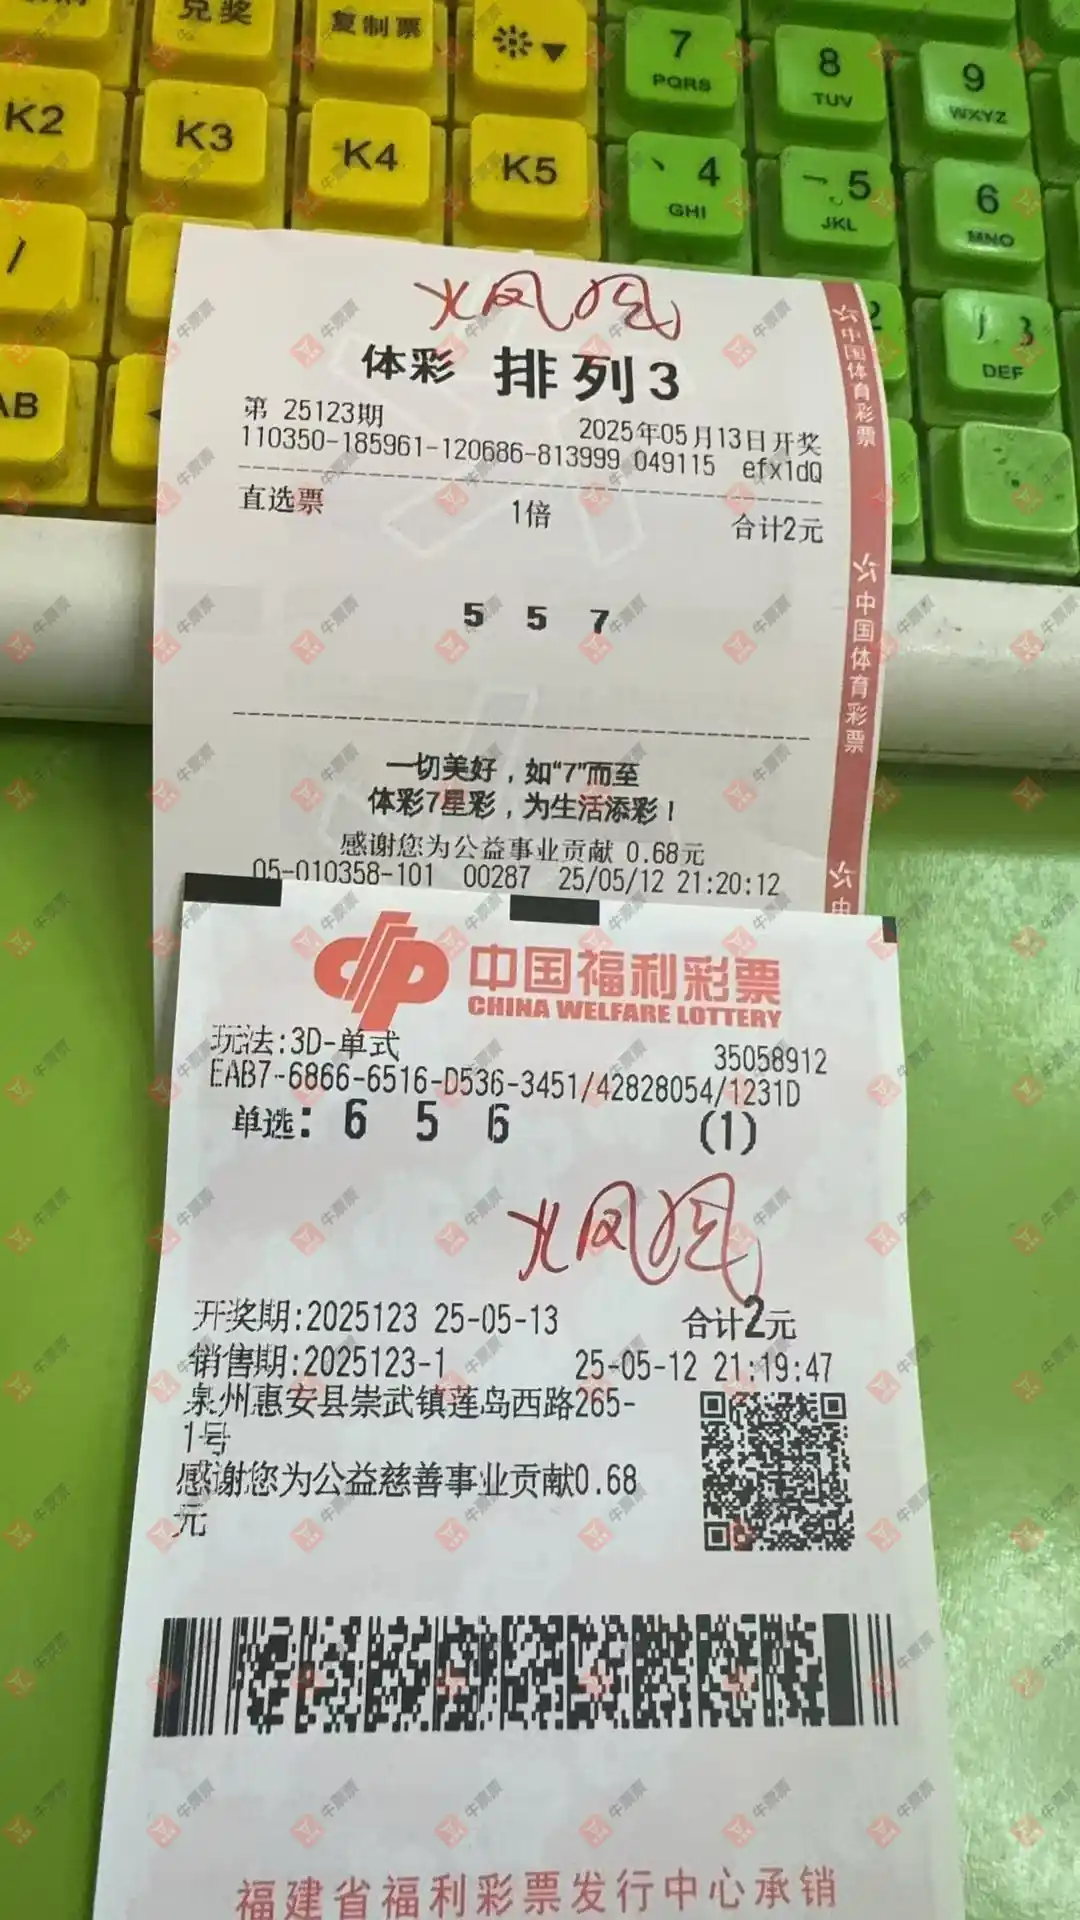 兑奖
复制票
7
PQRS
8
TUV
9
WXYZ
K2
K3
K4
K5
4
GHI
5
JKL
6
MNO
/
2
3
DEF
AB
火凤凰
体彩 排列3
第 25123期
2025年05月13日开奖
110350-185961-120686-813999 049115 efx1dQ
直选票 1倍 合计2元
5 5 7
一切美好，如“7”而至
体彩7星彩，为生活添彩！
感谢您为公益事业贡献 0.68元
05-010358-101 00287 25/05/12 21:20:12
中国体育彩票
中国体育彩票
中
中国福利彩票
CHINA WELFARE LOTTERY
玩法:3D-单式 35058912
EAB7-6866-6516-D536-3451/42828054/1231D
单选: 6 5 6 (1)
火凤凰
开奖期:2025123 25-05-13 合计2元
销售期:2025123-1 25-05-12 21:19:47
泉州惠安县崇武镇莲岛西路265-
1号
感谢您为公益慈善事业贡献0.68
元
福建省福利彩票发行中心承销
牛票票